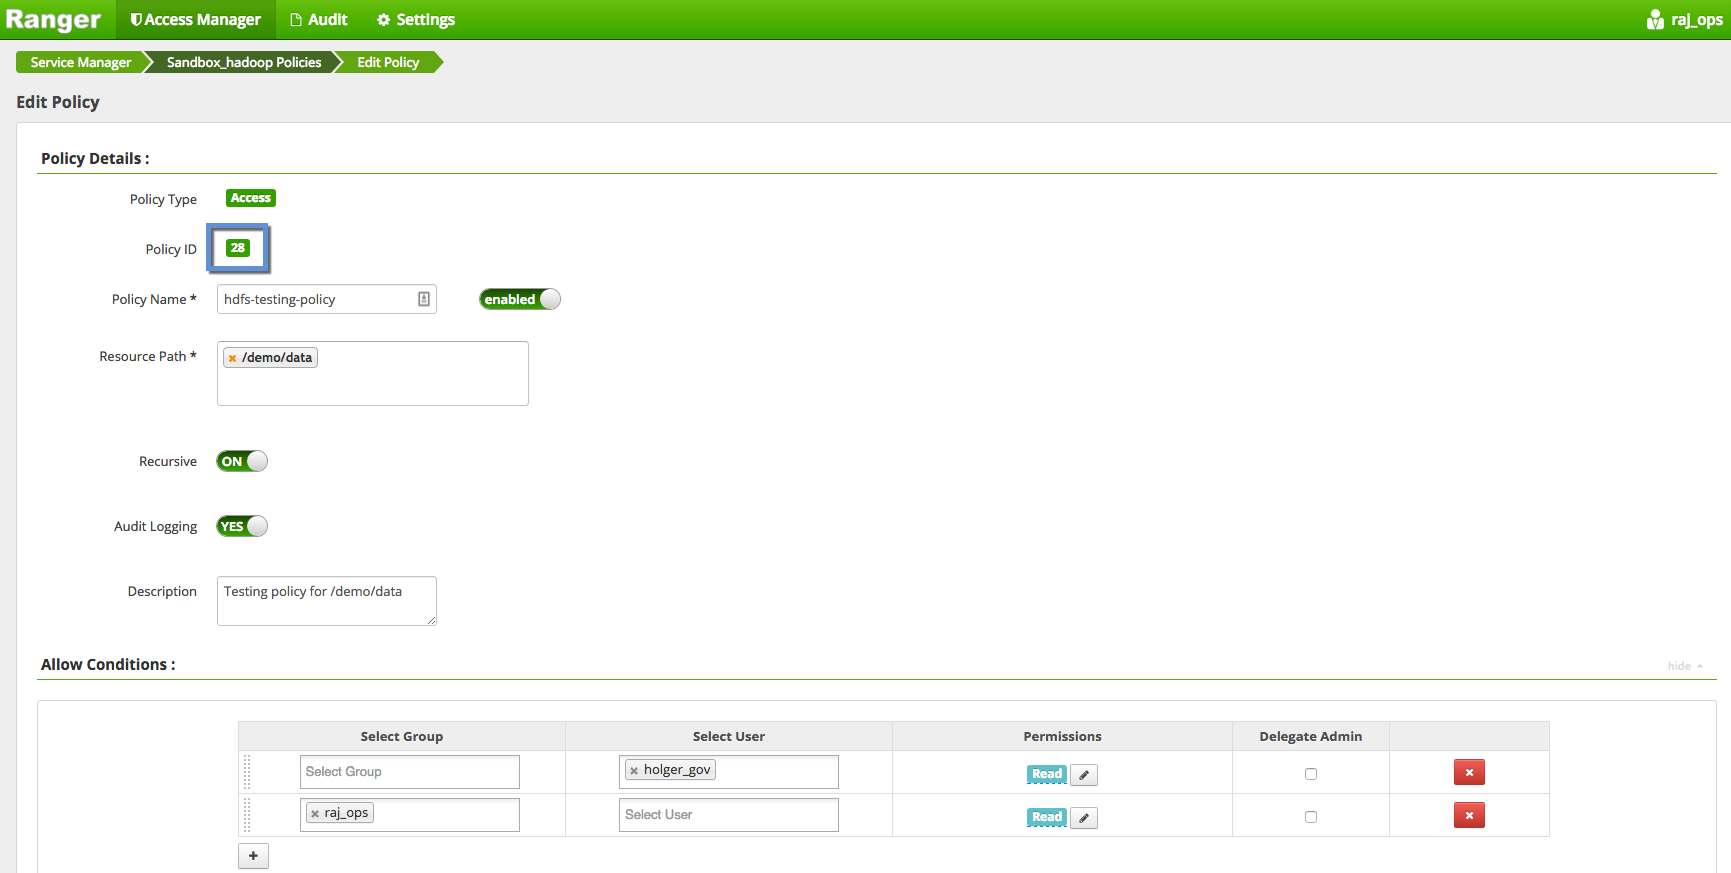 Ranger Access Manager Audit Settings raj_ops
Service Manager Sandbox_hadoop Policies Edit Policy
Edit Policy
Policy Details :
Policy Type Access
Policy ID 28
Policy Name * hdfs-testing-policy enabled
Resource Path * × /demo/data
Recursive ON
Audit Logging YES
Description Testing policy for /demo/data
Allow Conditions : hide
Select Group Select User Permissions Delegate Admin
Select Group × holger_gov Read ×
× raj_ops Select User Read ×
+